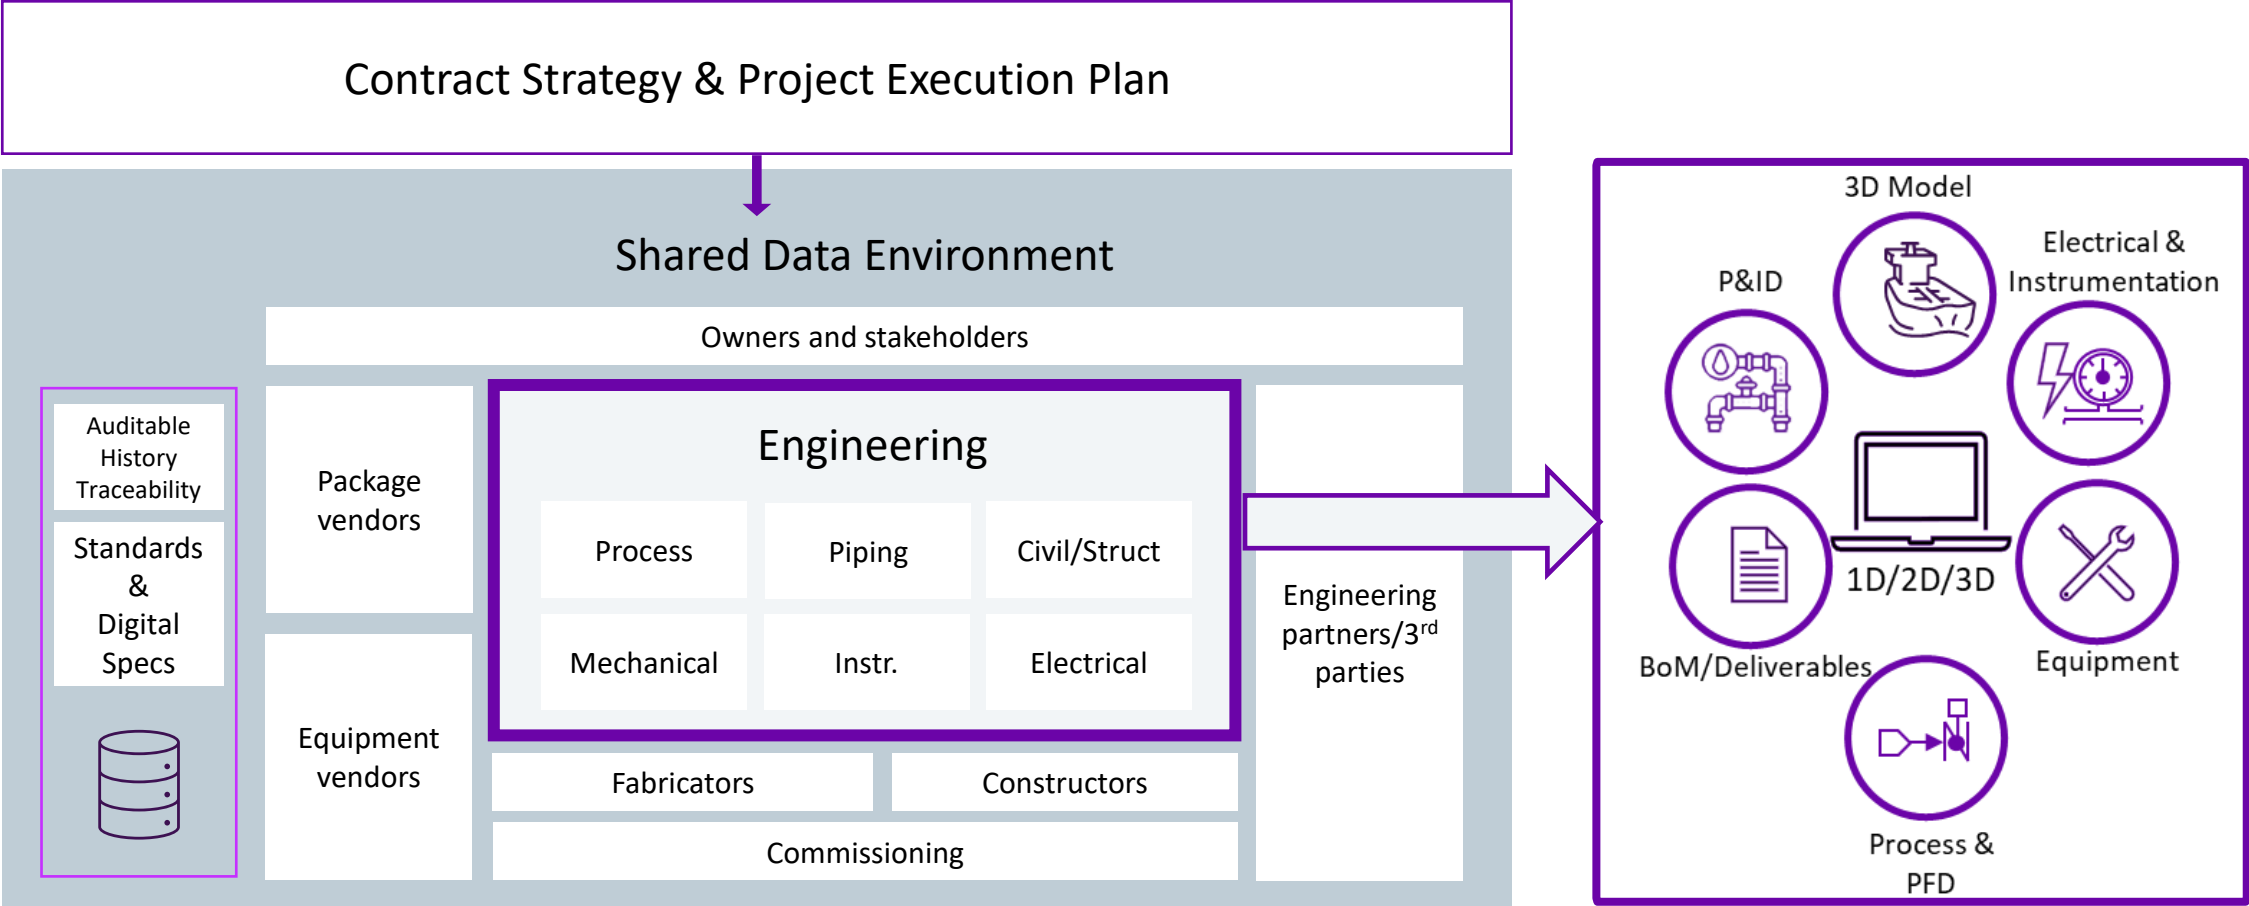 Contract Strategy & Project Execution Plan
Shared Data Environment
Owners and stakeholders
Auditable
History
Traceability
Standards
&
Digital
Specs
Package
vendors
Equipment
vendors
Engineering
Process
Piping
Civil/Struct
Mechanical
Instr.
Electrical
Fabricators
Constructors
Commissioning
Engineering
partners/3rd
parties
3D Model
Electrical &
Instrumentation
P&ID
1D/2D/3D
BoM/Deliverables
Equipment
Process &
PFD